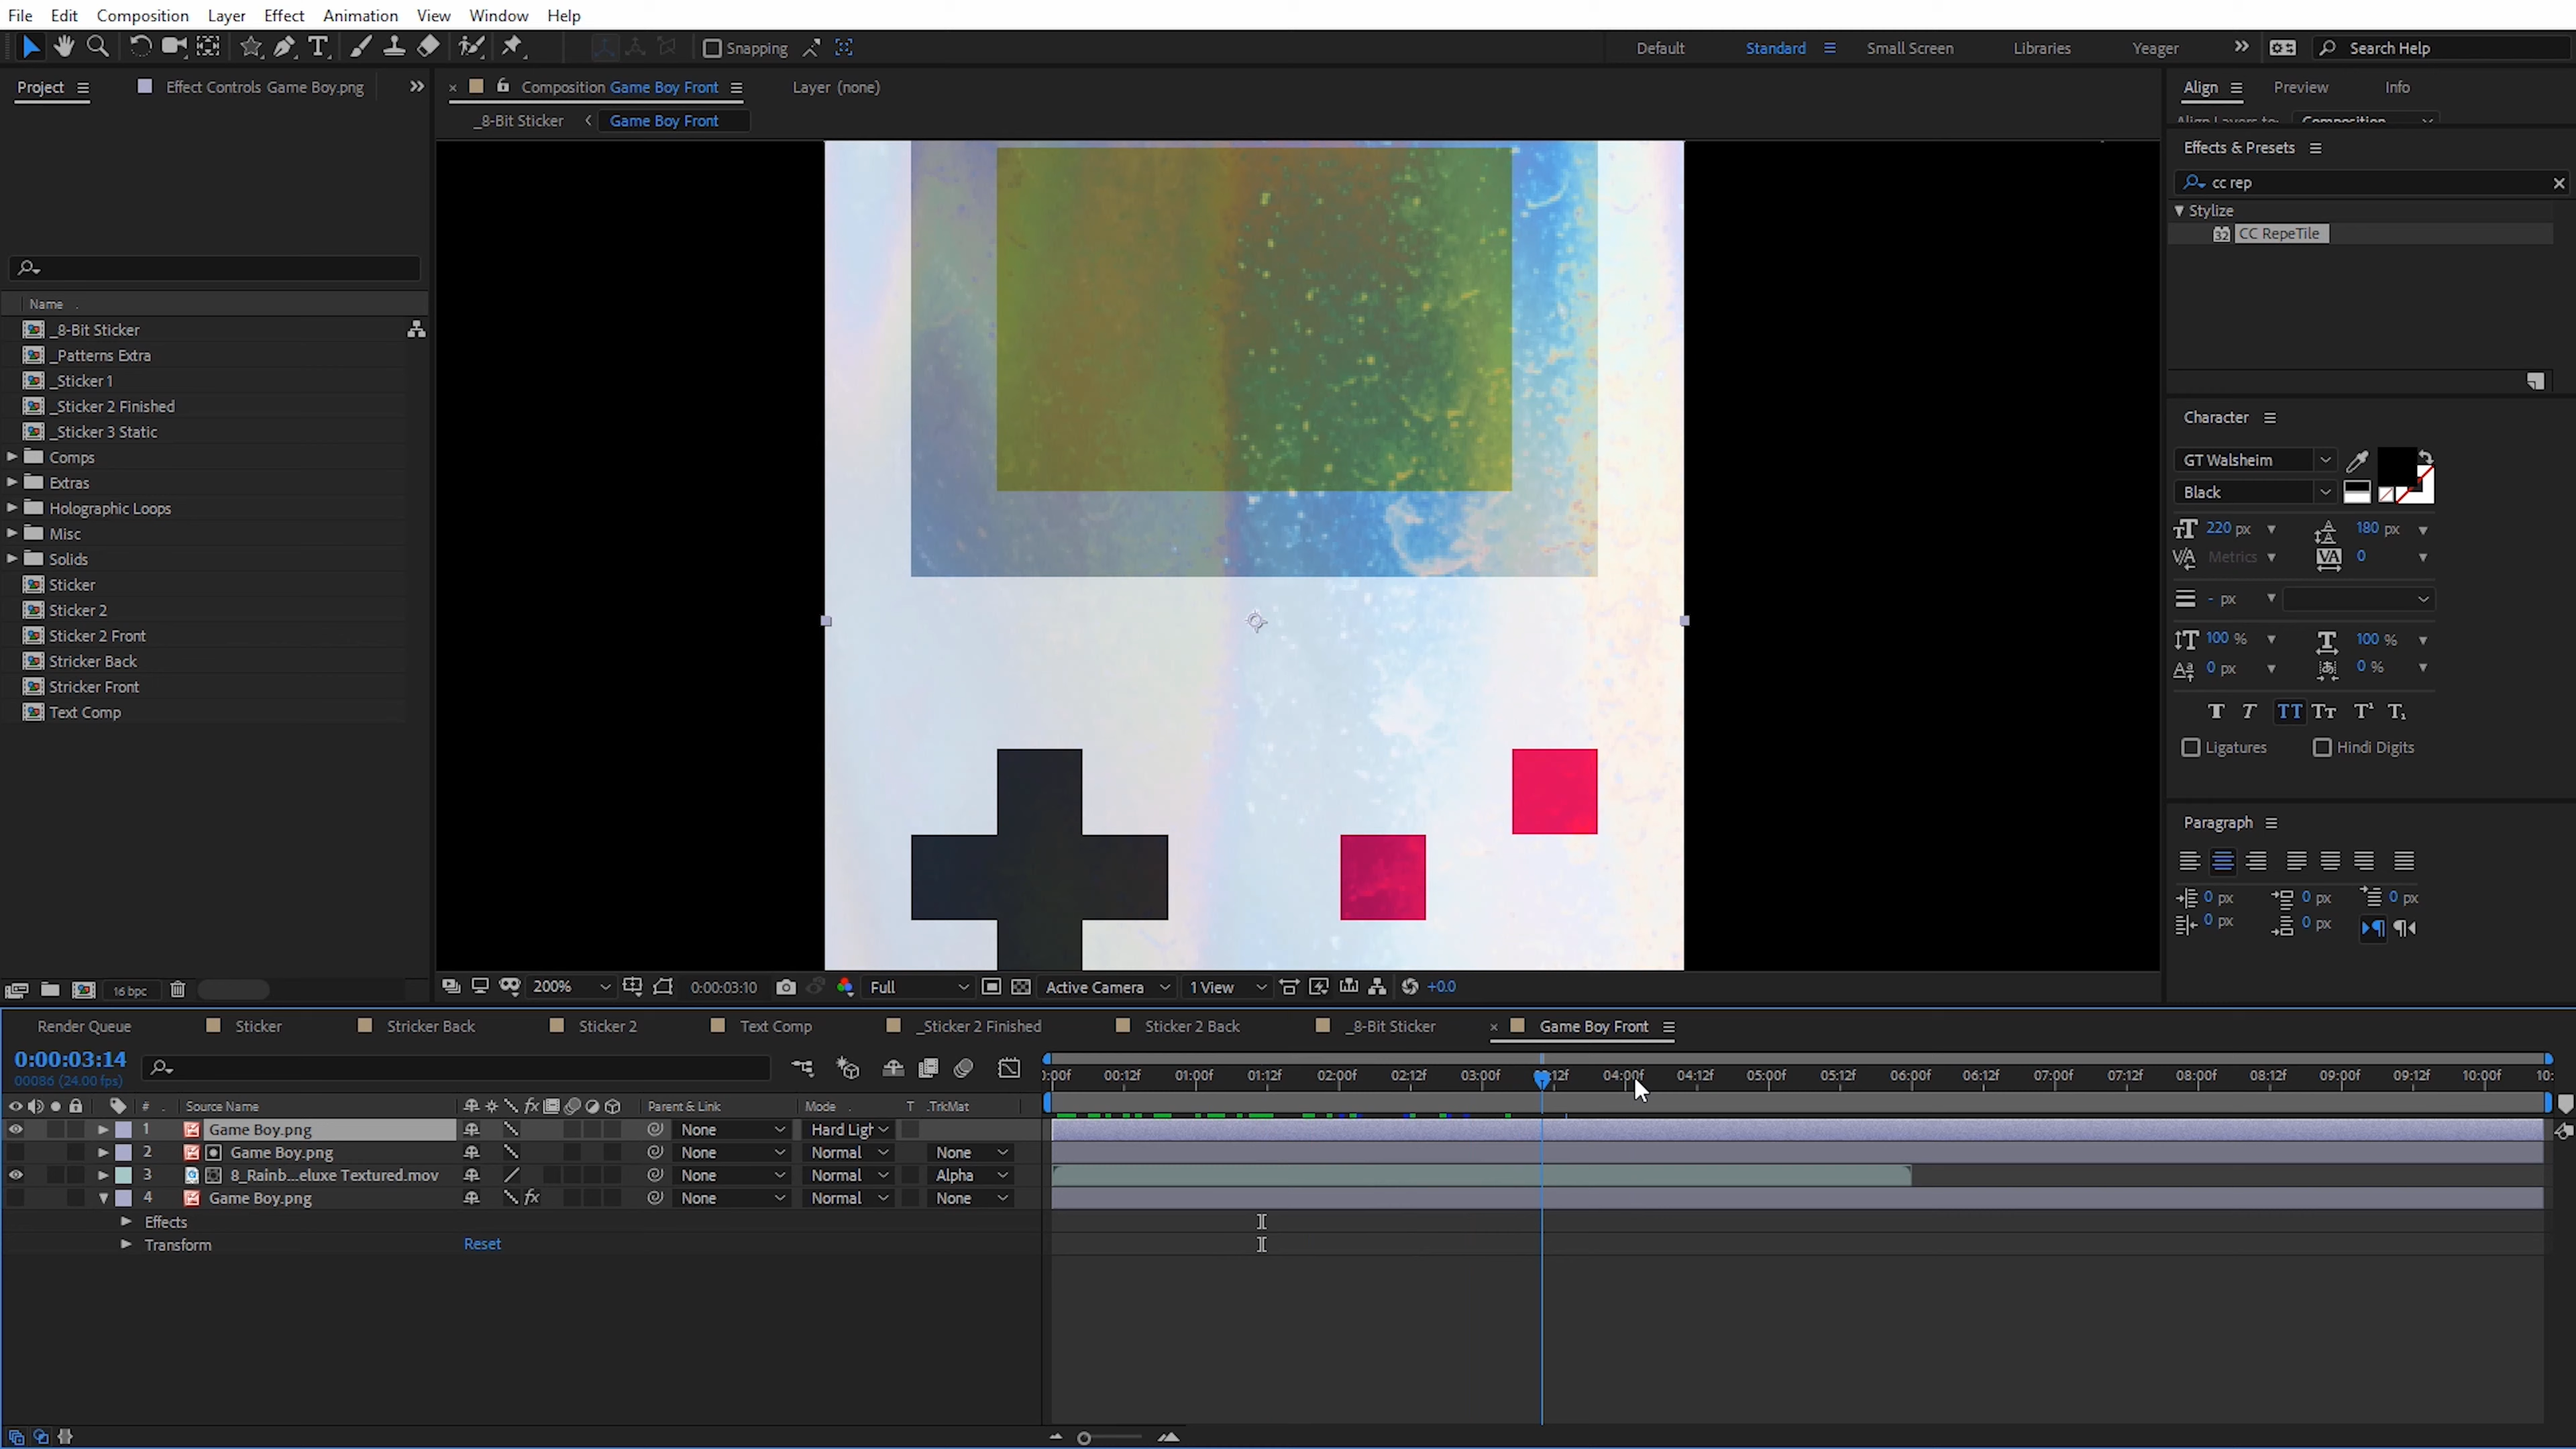 File Edit Composition Layer Effect Animation View Window Help
Snapping Default Standard Small Screen Libraries Yeager Search Help
Project Effect Controls Game Boy.png
Composition Game Boy Front Layer (none)
_8-Bit Sticker Game Boy Front
Align Preview Info
Align Layers to: Composition
Effects & Presets
cc rep
Stylize
32 CC RepeTile
Name
_8-Bit Sticker
_Patterns Extra
_Sticker 1
_Sticker 2 Finished
_Sticker 3 Static
Comps
Extras
Holographic Loops
Misc
Solids
Sticker
Sticker 2
Sticker 2 Front
Stricker Back
Stricker Front
Text Comp
Character
GT Walsheim
Black
220 px 180 px
Metrics 0
- px
100 % 100 %
0 px 0 %
Ligatures Hindi Digits
Paragraph
0 px 0 px 0 px
0 px 0 px
16 bpc
200% 0:00:03:10 Full Active Camera 1 View +0.0
Render Queue Sticker Stricker Back Sticker 2 Text Comp _Sticker 2 Finished Sticker 2 Back _8-Bit Sticker Game Boy Front
0:00:03:14
00086 (24.00 fps)
:00f 00:12f 01:00f 01:12f 02:00f 02:12f 03:00f 12f 04:00f 04:12f 05:00f 05:12f 06:00f 06:12f 07:00f 07:12f 08:00f 08:12f 09:00f 09:12f 10:00f 10:
# Source Name Parent & Link Mode T .TrkMat
1 Game Boy.png None Hard Ligh
2 Game Boy.png None Normal None
3 8_Rainb...eluxe Textured.mov None Normal Alpha
4 Game Boy.png fx None Normal None
Effects
Transform Reset